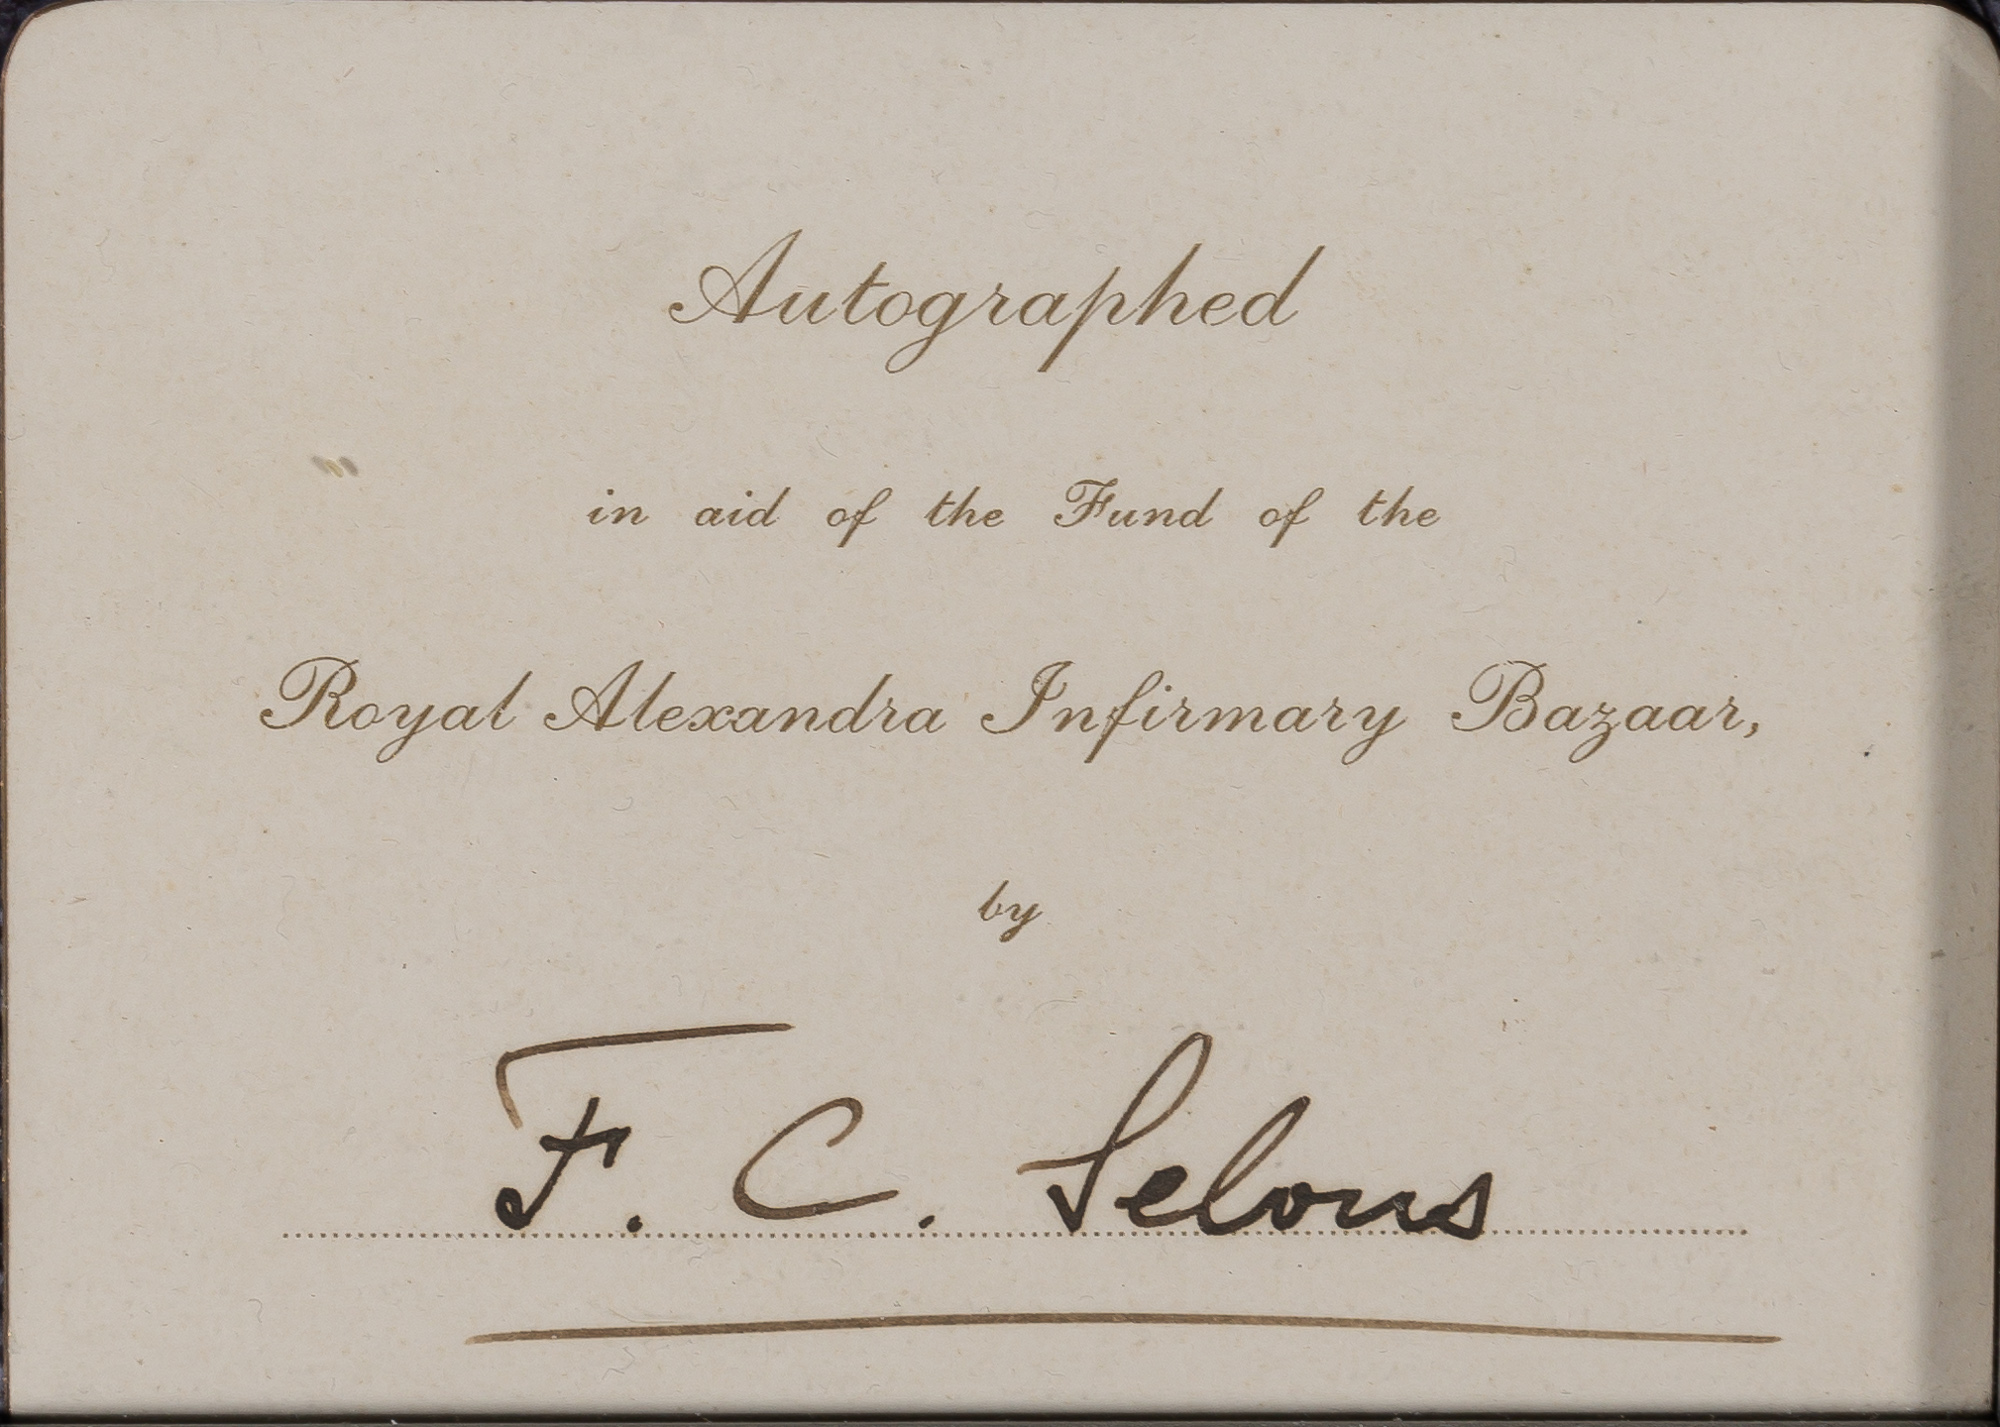 Autographed
in aid of the Fund of the
Royal Alexandra Infirmary Bazaar,
by
F. C. Selous